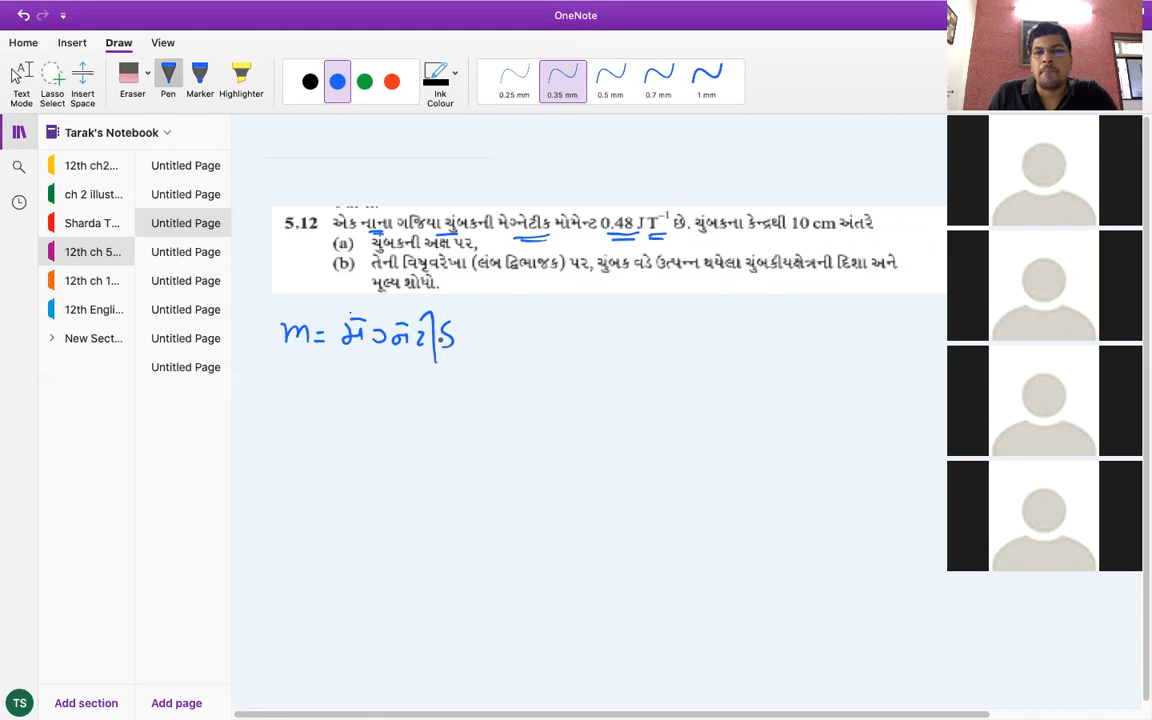 OneNote
Home Insert Draw View
Text Mode
Lasso Select
Insert Space
Eraser
Pen
Marker
Highlighter
Ink Colour
0.25 mm
0.35 mm
0.5 mm
0.7 mm
1 mm
Tarak's Notebook
12th ch2...
ch 2 illust...
Sharda T...
12th ch 5...
12th ch 1...
12th Engli...
New Sect...
Untitled Page
Untitled Page
Untitled Page
Untitled Page
Untitled Page
Untitled Page
Untitled Page
Untitled Page
5.12 એક નાના ગજિયા ચુંબકની મેગ્નેટીક મોમેન્ટ 0.48 J T⁻¹ છે. ચુંબકના કેન્દ્રથી 10 cm અંતરે
(a) ચુંબકની અક્ષ પર,
(b) તેની વિષુવરેખા (લંબ દ્વિભાજક) પર, ચુંબક વડે ઉત્પન્ન થયેલા ચુંબકીયક્ષેત્રની દિશા અને
મૂલ્ય શોધો.
m =
TS
Add section
Add page